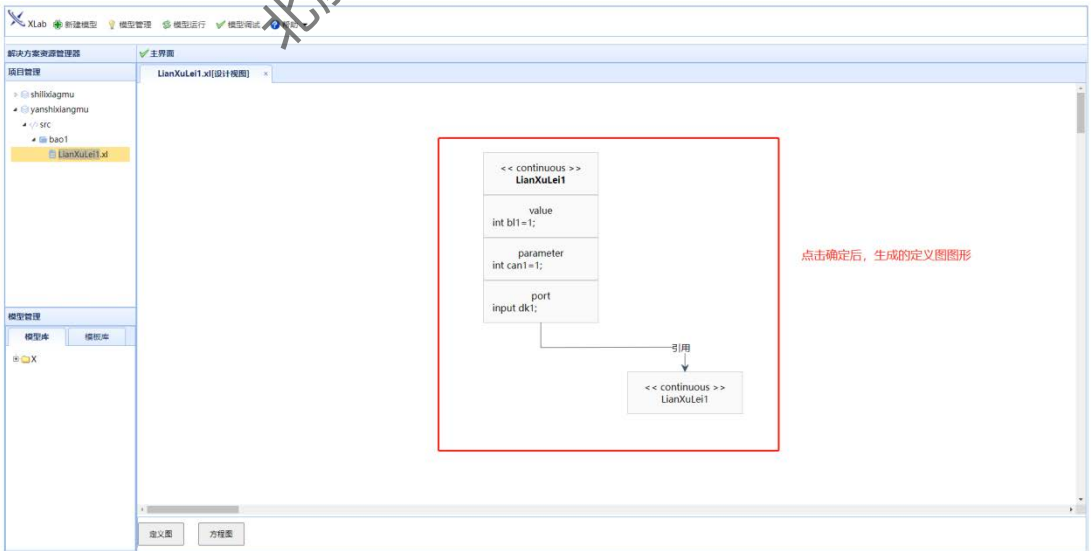 XLab 新建模型 模型管理 模型运行 模型调试 帮助
解决方案资源管理器
主界面
项目管理
LianXuLei1.xl[设计视图]
shilixiagmu
yanshixiangmu
src
bao1
LianXuLei1.xl
<< continuous >>
LianXuLei1
value
int bl1=1;
parameter
int can1=1;
port
input dk1;
引用
<< continuous >>
LianXuLei1
点击确定后，生成的定义图图形
模型管理
模型库 模板库
X
定义图 方程图